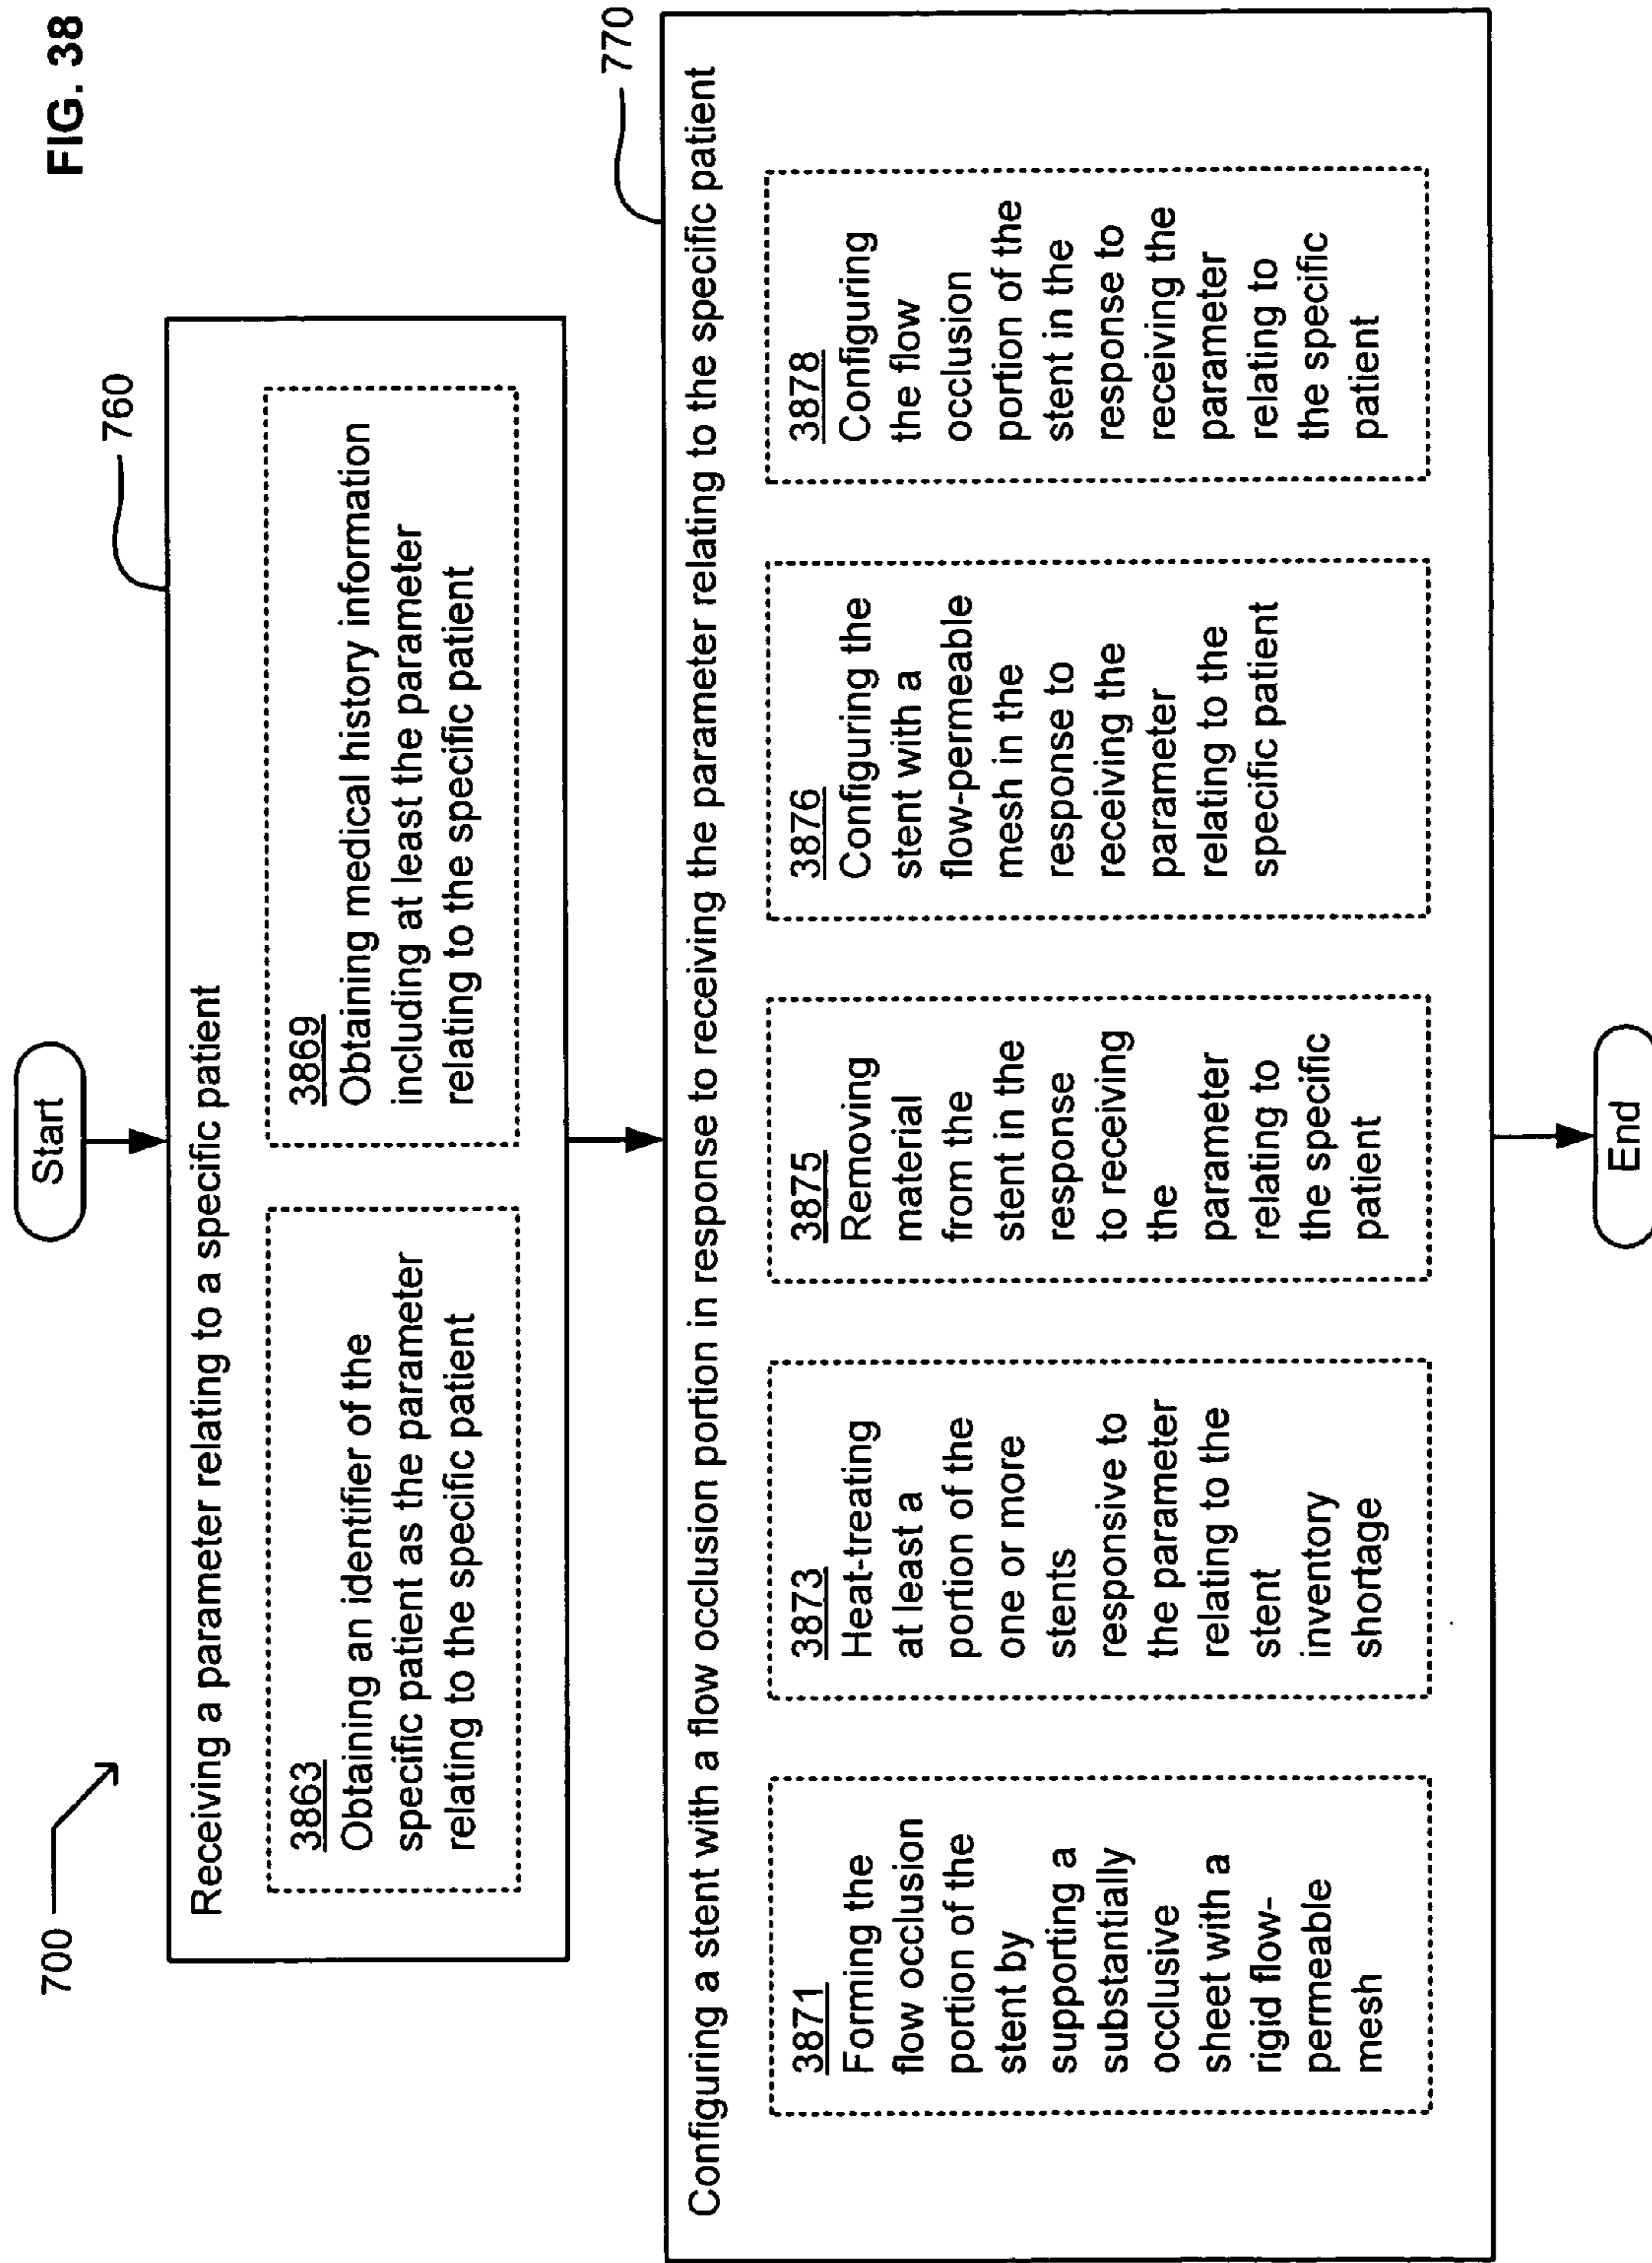 FIG. 38
700
Start
760
Receiving a parameter relating to a specific patient
3863
Obtaining an identifier of the
specific patient as the parameter
relating to the specific patient
3869
Obtaining medical history information
including at least the parameter
relating to the specific patient
770
Configuring a stent with a flow occlusion portion in response to receiving the parameter relating to the specific patient
3871
Forming the
flow occlusion
portion of the
stent by
supporting a
substantially
occlusive
sheet with a
rigid flow-
permeable
mesh
3873
Heat-treating
at least a
portion of the
one or more
stents
responsive to
the parameter
relating to the
stent
inventory
shortage
3875
Removing
material
from the
stent in the
response
to receiving
the
parameter
relating to
the specific
patient
3876
Configuring the
stent with a
flow-permeable
mesh in the
response to
receiving the
parameter
relating to the
specific patient
3878
Configuring
the flow
occlusion
portion of the
stent in the
response to
receiving the
parameter
relating to
the specific
patient
End